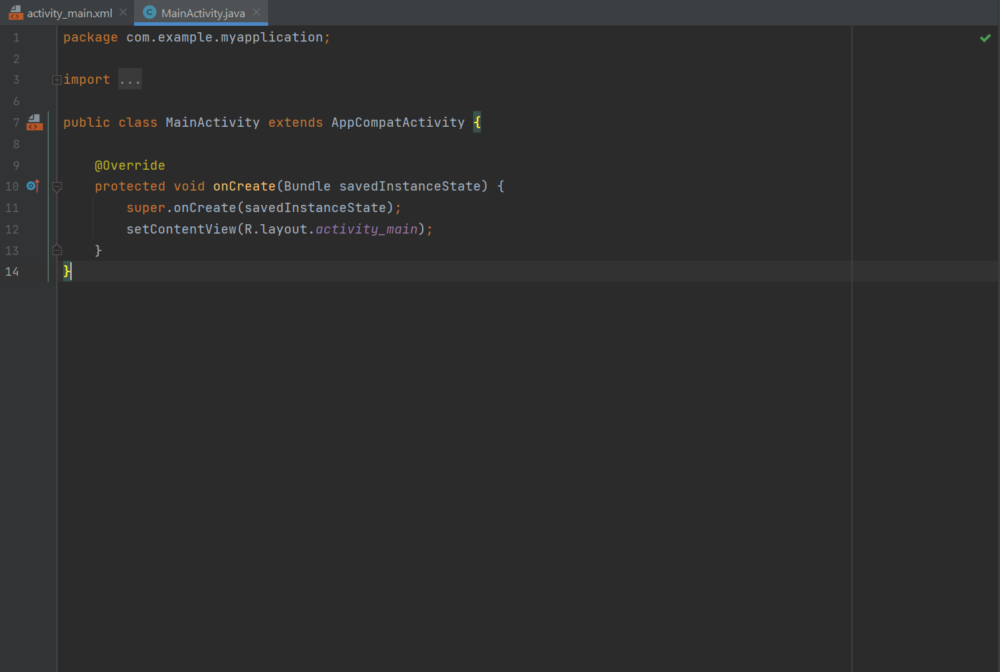 activity_main.xml
MainActivity.java
1 package com.example.myapplication;
2
3 import ...
6
7 public class MainActivity extends AppCompatActivity {
8
9 @Override
10 protected void onCreate(Bundle savedInstanceState) {
11 super.onCreate(savedInstanceState);
12 setContentView(R.layout.activity_main);
13 }
14 }